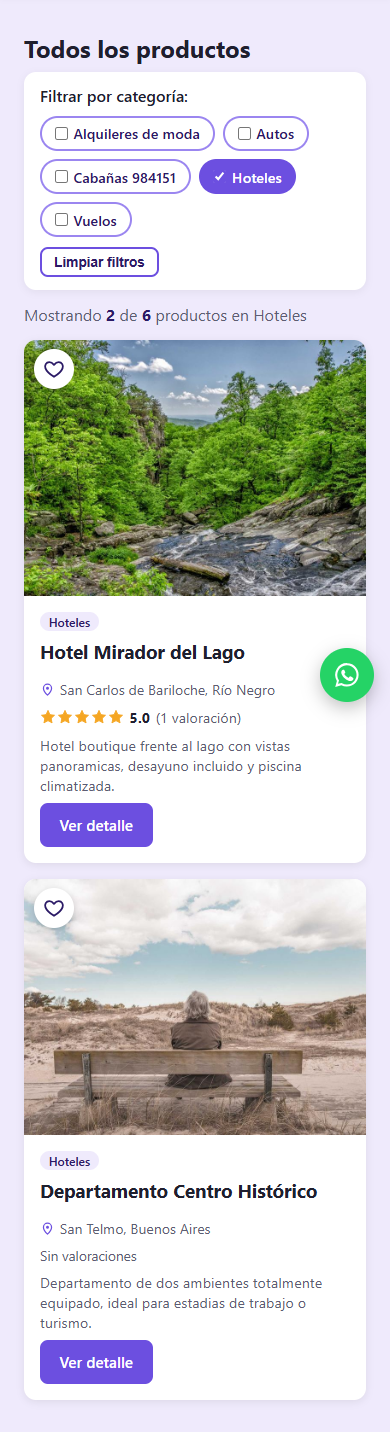 Todos los productos
Filtrar por categoría:
Alquileres de moda
Autos
Cabañas 984151
Hoteles
Vuelos
Limpiar filtros
Mostrando 2 de 6 productos en Hoteles
Hoteles
Hotel Mirador del Lago
San Carlos de Bariloche, Río Negro
5.0 (1 valoración)
Hotel boutique frente al lago con vistas
panoramicas, desayuno incluido y piscina
climatizada.
Ver detalle
Hoteles
Departamento Centro Histórico
San Telmo, Buenos Aires
Sin valoraciones
Departamento de dos ambientes totalmente
equipado, ideal para estadias de trabajo o
turismo.
Ver detalle